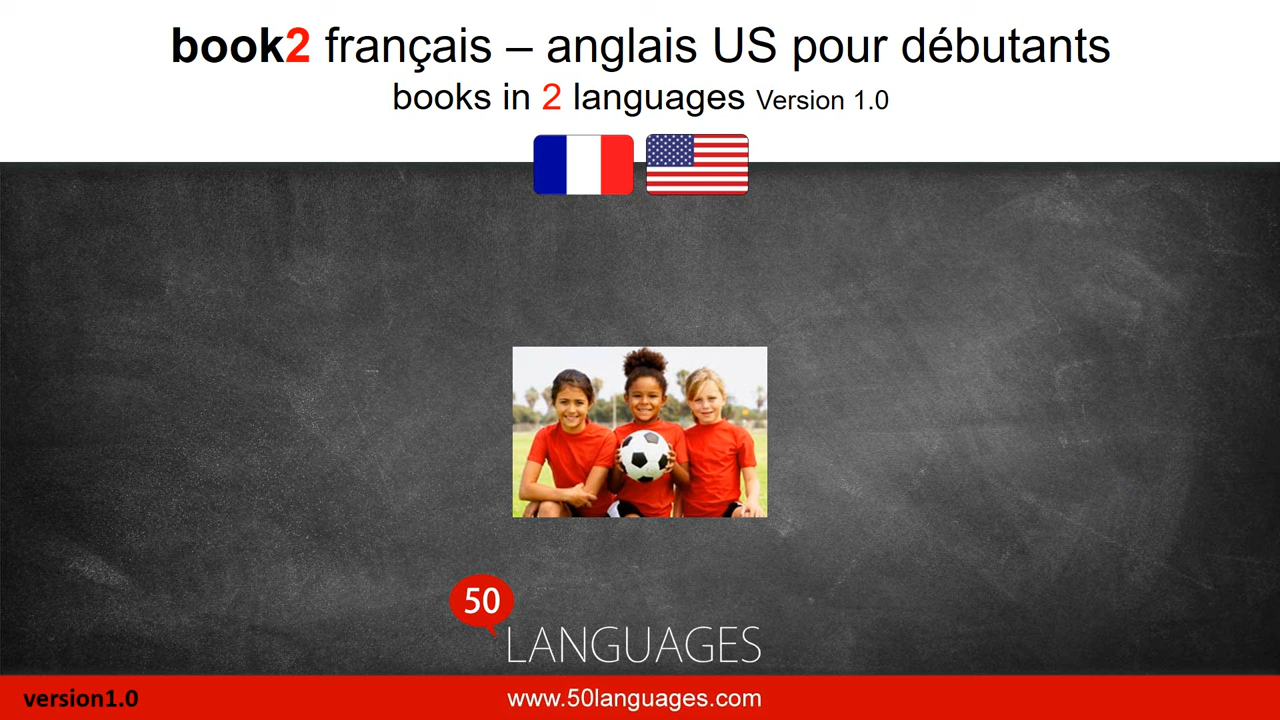 book2 français – anglais US pour débutants
books in 2 languages Version 1.0
50
LANGUAGES
version1.0
www.50languages.com